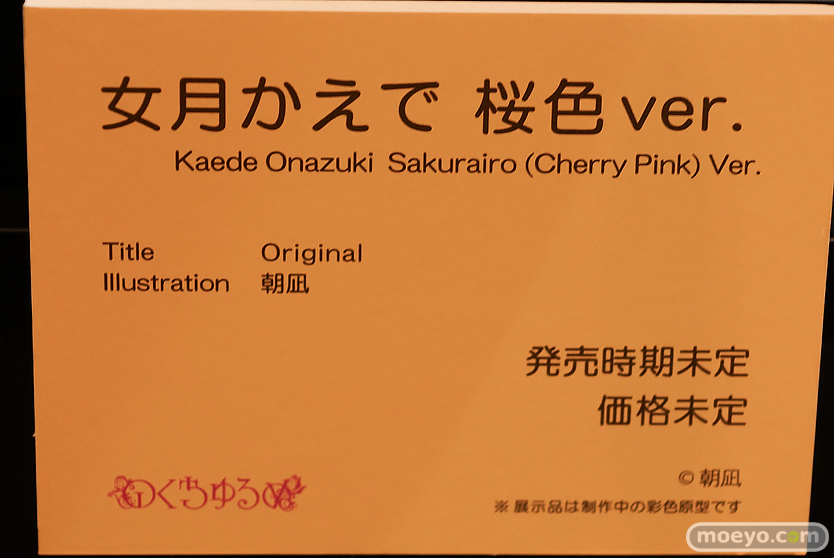 女月かえで 桜色ver.
Kaede Onazuki Sakurairo (Cherry Pink) Ver.
Title Original
Illustration 朝凪
発売時期未定
価格未定
© 朝凪
※ 展示品は制作中の彩色原型です
moeyo.com